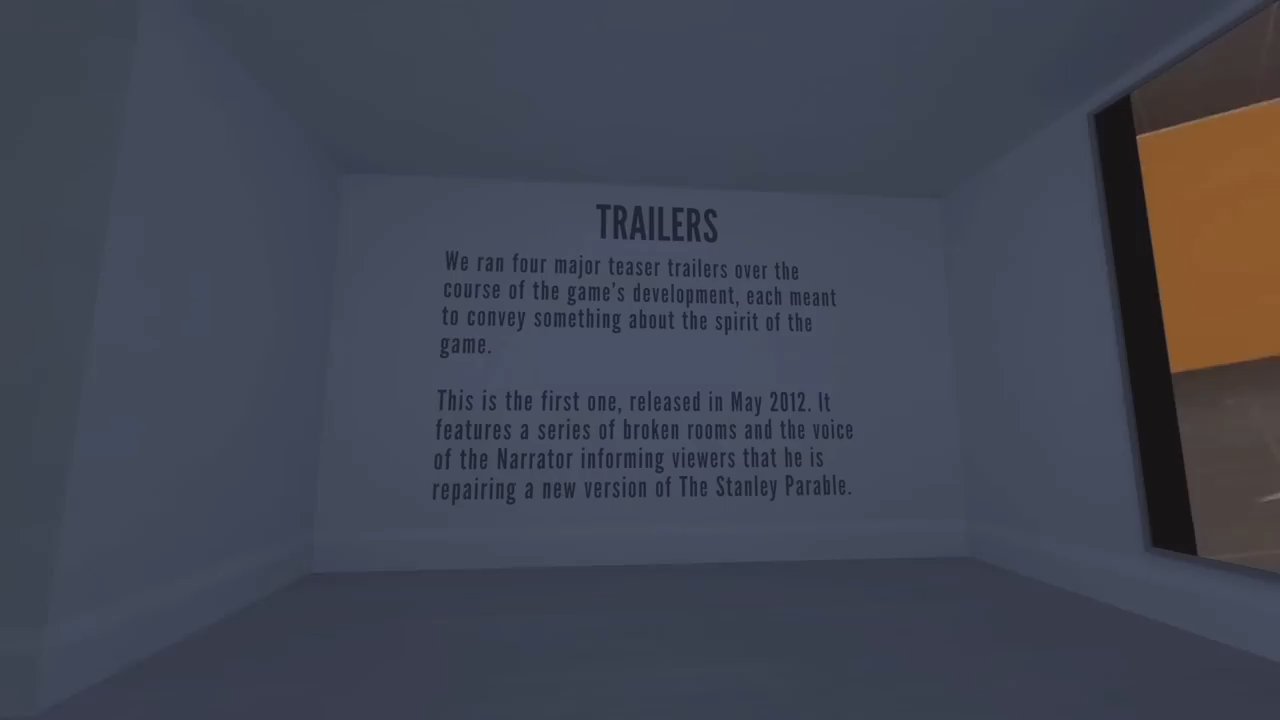 TRAILERS
We ran four major teaser trailers over the
course of the game's development, each meant
to convey something about the spirit of the
game.
This is the first one, released in May 2012. It
features a series of broken rooms and the voice
of the Narrator informing viewers that he is
repairing a new version of The Stanley Parable.